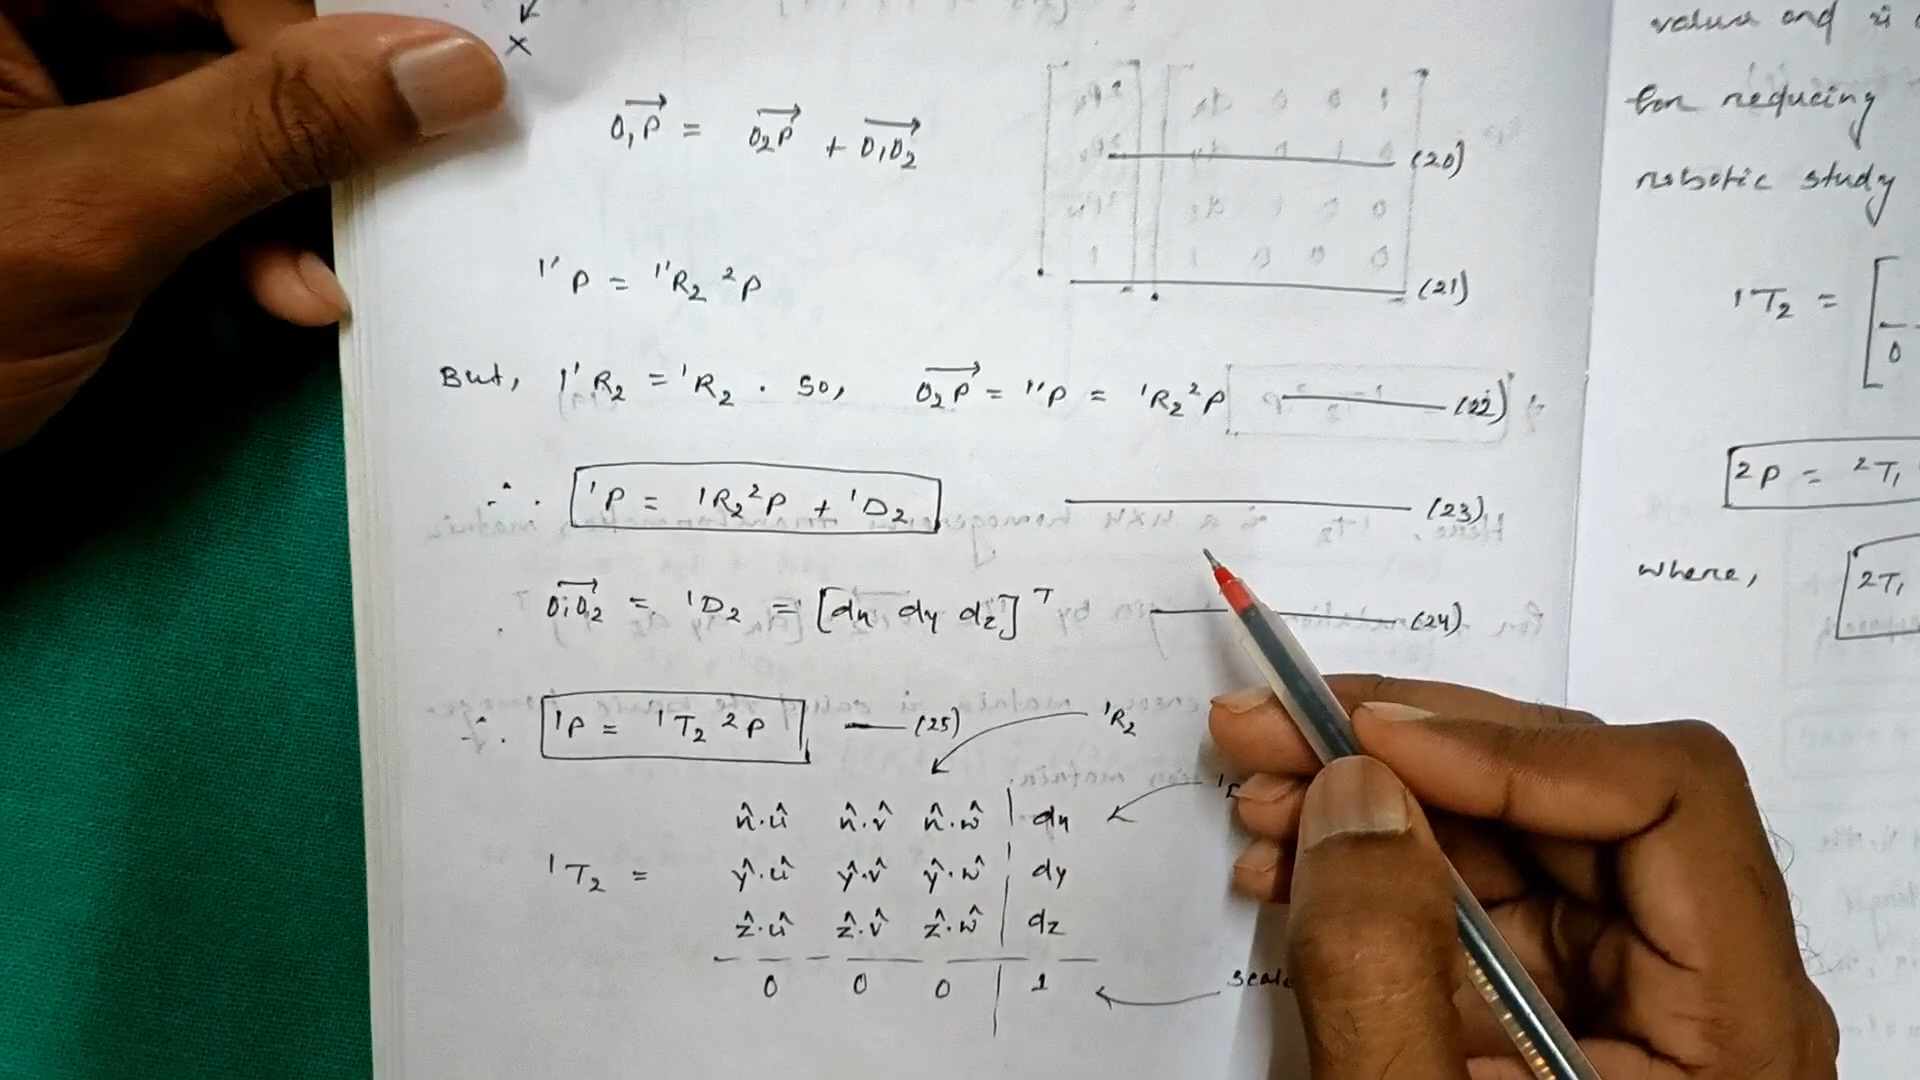 x
O₁P⃗ = O₂P⃗ + O₁O₂⃗ (20)
¹'P = ¹'R₂ ²P (21)
But, ¹'R₂ = ¹R₂ . So, O₂P⃗ = ¹'P = ¹R₂ ²P (22)
∴ ¹P = ¹R₂ ²P + ¹D₂ (23)
O₁O₂⃗ = ¹D₂ = [dx dy dz]ᵀ (24)
∴ ¹P = ¹T₂ ²P (25) ¹R₂
x̂.û x̂.v̂ x̂.ŵ | dx
¹T₂ = ŷ.û ŷ.v̂ ŷ.ŵ | dy
ẑ.û ẑ.v̂ ẑ.ŵ | dz
0 0 0 | 1
value and is
for reducing
robotic study
¹T₂ = [
0
²P = ²T₁
where, ²T₁